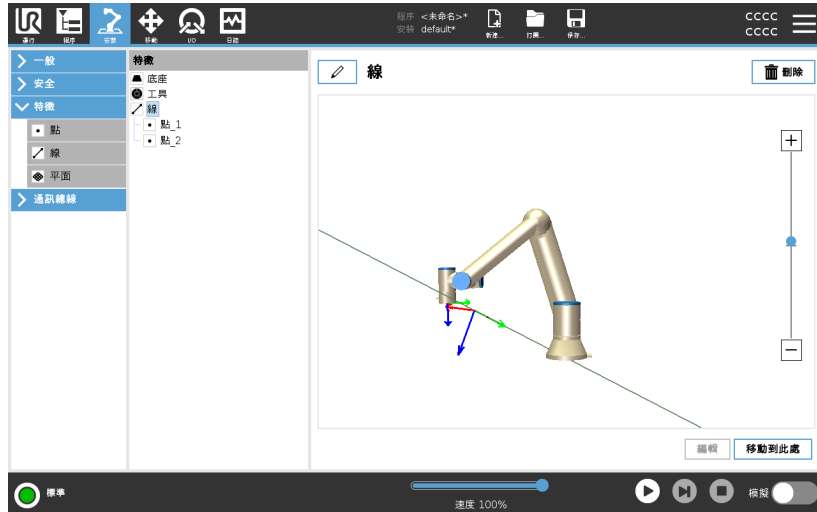 UR
運行 程序 安裝 移動 I/O 日誌
程序 <未命名>*
安裝 default*
新建... 打開... 保存...
cccc
cccc
一般
安全
特徵
點
線
平面
通訊總線
特徵
底座
工具
線
點_1
點_2
線
刪除
編輯
移動到此處
標準
速度 100%
模擬